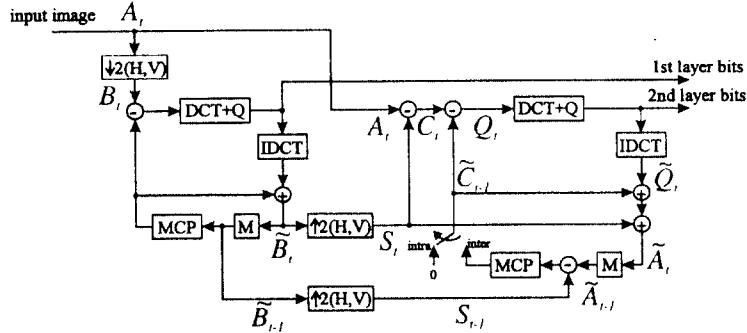 input image
A_t
↓2(H,V)
1st layer bits
2nd layer bits
B_t
-
DCT+Q
A_t
-
C_t
-
Q_t
DCT+Q
IDCT
IDCT
C̃_{t-1}
Q̃_t
+
+
MCP
M
B̃_t
↑2(H,V)
S_t
intra
inter
0
+
MCP
-
M
Ã_t
Ã_{t-1}
B̃_{t-1}
↑2(H,V)
S_{t-1}